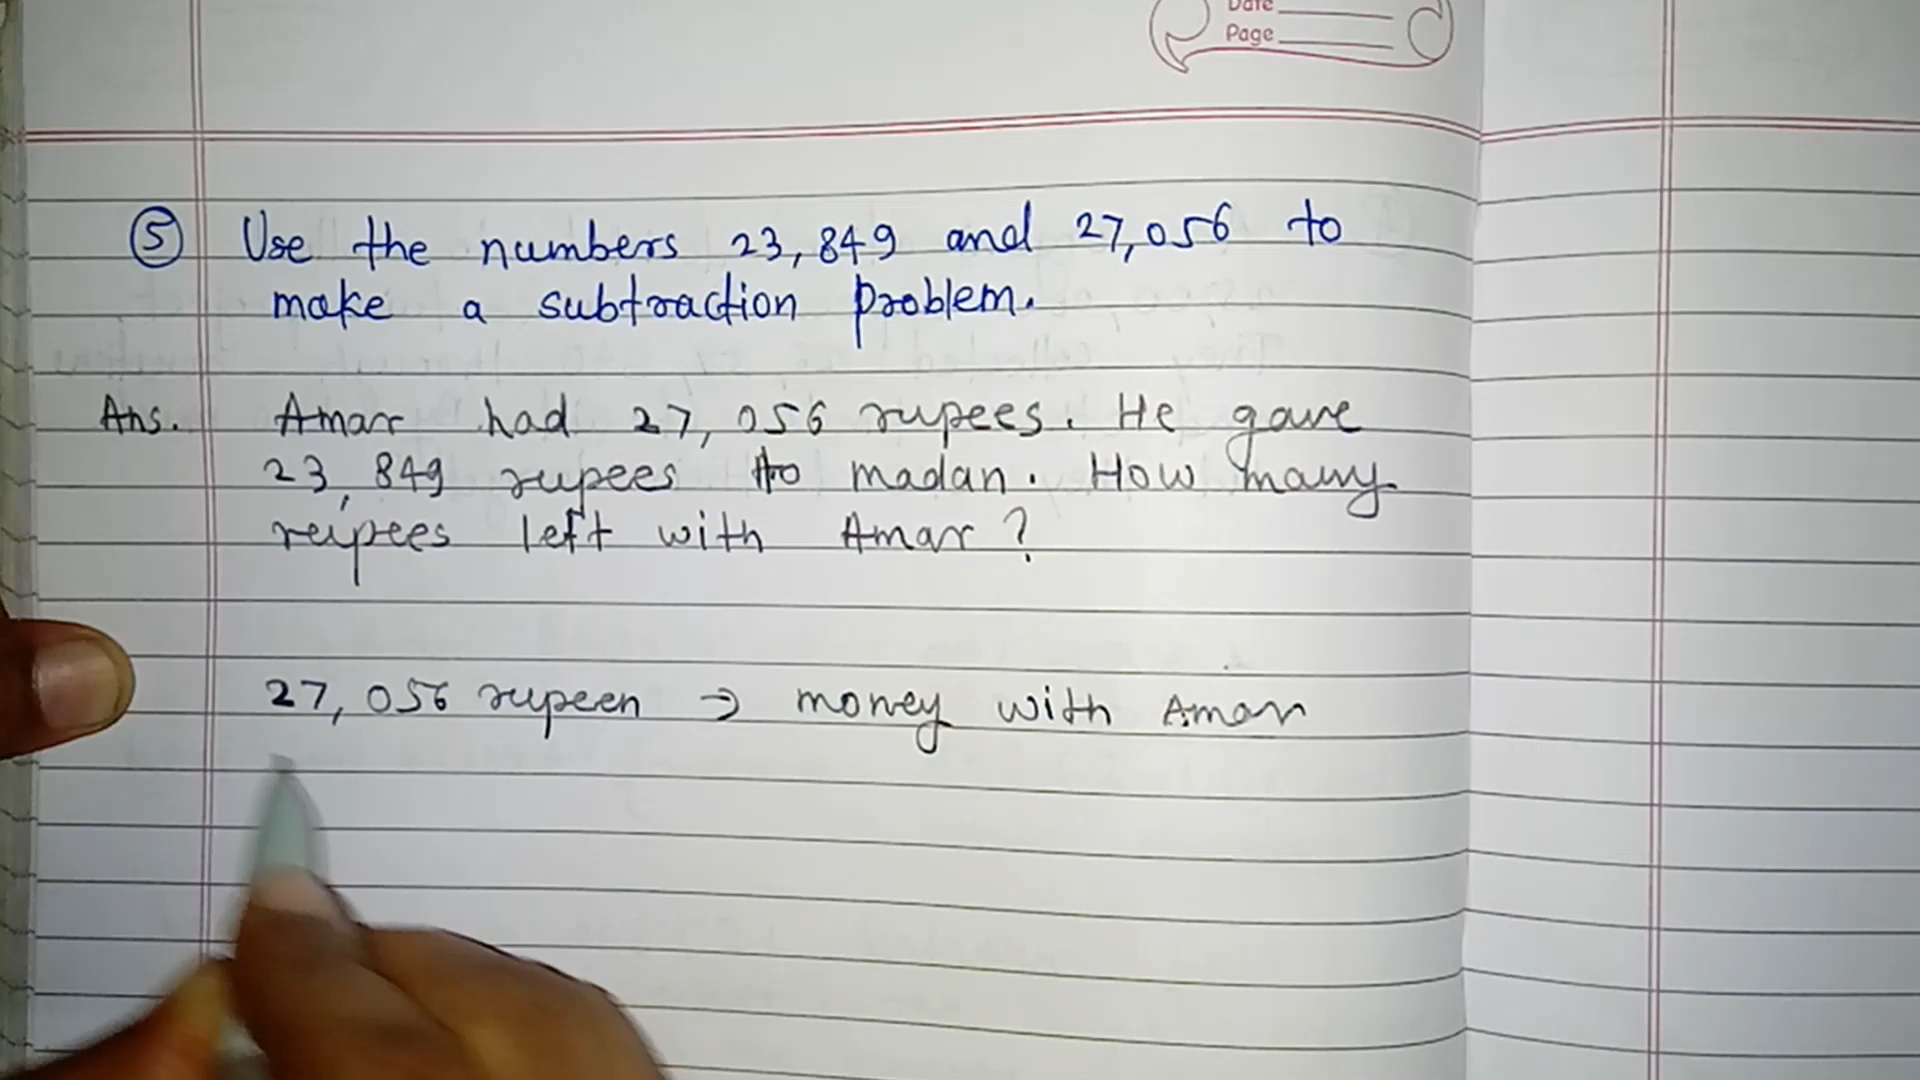 Date
Page
⑤ Use the numbers 23,849 and 27,056 to
make a subtraction problem.
Ans. Amar had 27,056 rupees. He gave
23,849 rupees to madan. How many
reupees left with Amar?
27,056 rupeen → money with Aman